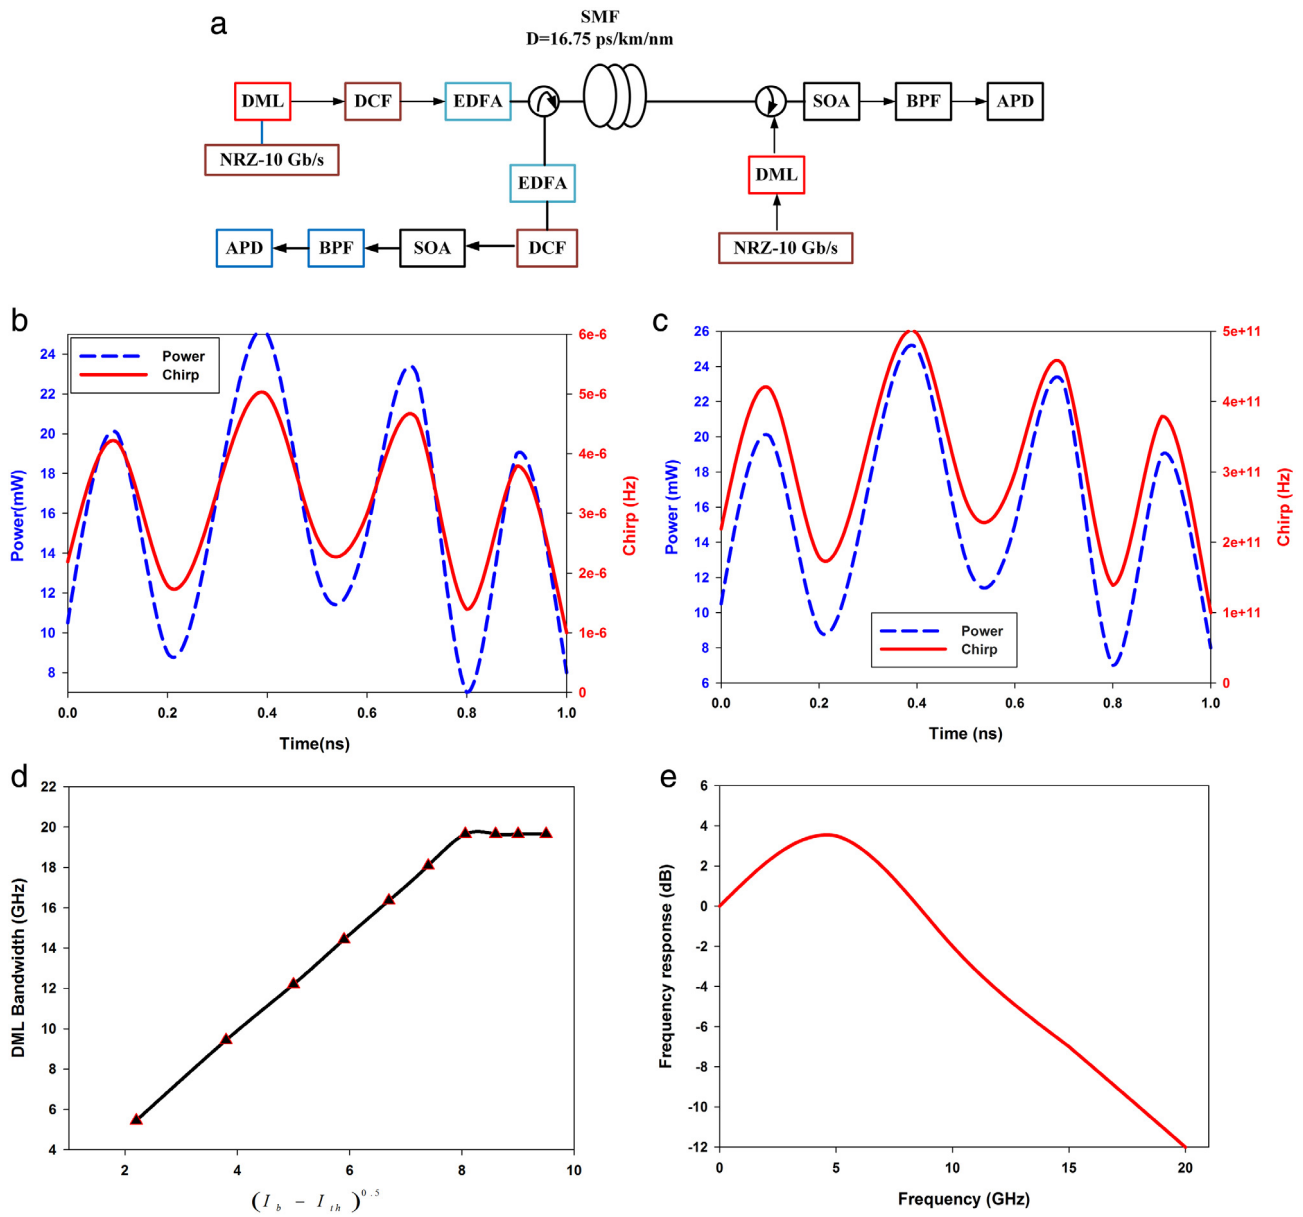 a
SMF
D=16.75 ps/km/nm
DML
DCF
EDFA
SOA
BPF
APD
NRZ-10 Gb/s
EDFA
DML
APD
BPF
SOA
DCF
NRZ-10 Gb/s
b
Power
Chirp
24
22
20
18
16
14
12
10
8
Power(mW)
6e-6
5e-6
4e-6
3e-6
2e-6
1e-6
0
Chirp (Hz)
0.0 0.2 0.4 0.6 0.8 1.0
Time(ns)
c
26
24
22
20
18
16
14
12
10
8
6
Power (mW)
5e+11
4e+11
3e+11
2e+11
1e+11
0
Chirp (Hz)
Power
Chirp
0.0 0.2 0.4 0.6 0.8 1.0
Time (ns)
d
22
20
18
16
14
12
10
8
6
4
DML Bandwidth (GHz)
2 4 6 8 10
(I b − I th)^0.5
e
6
4
2
0
-2
-4
-6
-8
-10
-12
Frequency response (dB)
0 5 10 15 20
Frequency (GHz)